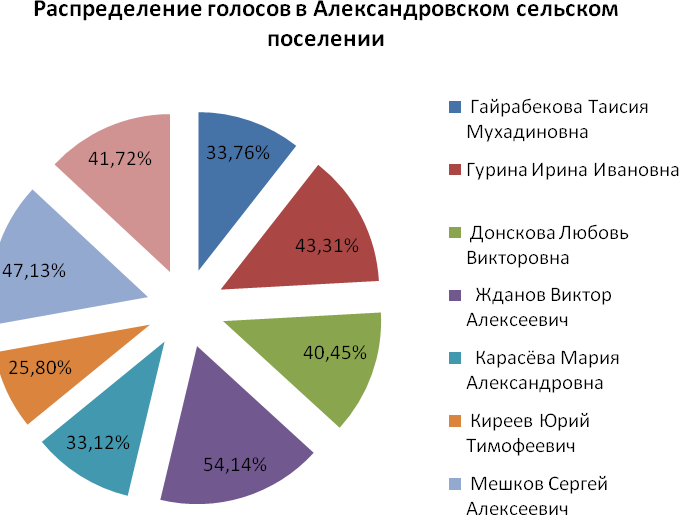 Распределение голосов в Александровском сельском
поселении
41,72%
33,76%
43,31%
47,13%
40,45%
25,80%
33,12%
54,14%
Гайрабекова Таисия
Мухадиновна
Гурина Ирина Ивановна
Донскова Любовь
Викторовна
Жданов Виктор
Алексеевич
Карасёва Мария
Александровна
Киреев Юрий
Тимофеевич
Мешков Сергей
Алексеевич